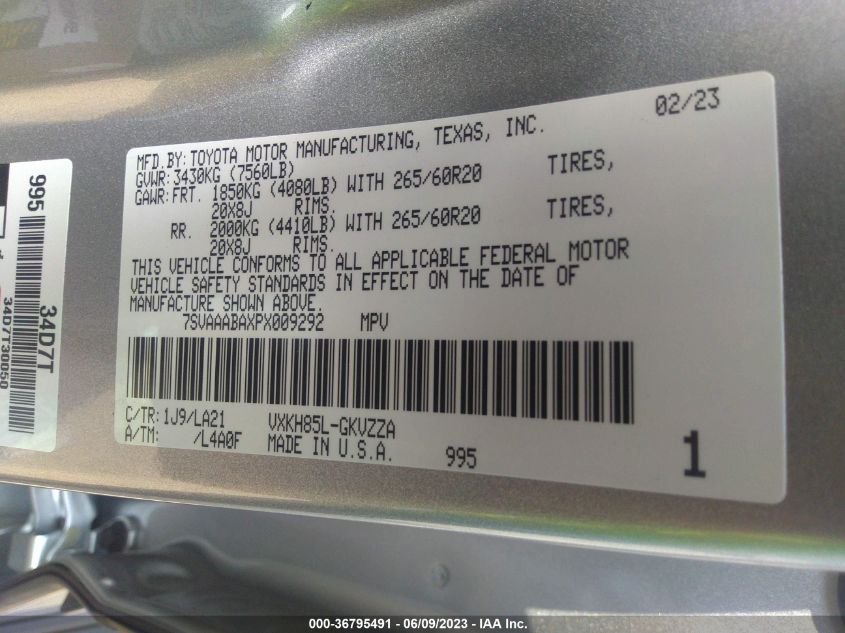 02/23
MFD.BY:TOYOTA MOTOR MANUFACTURING, TEXAS, INC.
GVWR:3430KG (7560LB)
GAWR:FRT. 1850KG (4080LB) WITH 265/60R20 TIRES,
20X8J RIMS.
RR. 2000KG (4410LB) WITH 265/60R20 TIRES,
20X8J RIMS.
THIS VEHICLE CONFORMS TO ALL APPLICABLE FEDERAL MOTOR
VEHICLE SAFETY STANDARDS IN EFFECT ON THE DATE OF
MANUFACTURE SHOWN ABOVE.
7SVAAABAXPX009292 MPV
C/TR:1J9/LA21 VXKH85L-GKVZZA
A/TM: /L4A0F MADE IN U.S.A. 995
1
995
34D7T
34D7T30050
000-36795491 - 06/09/2023 - IAA Inc.